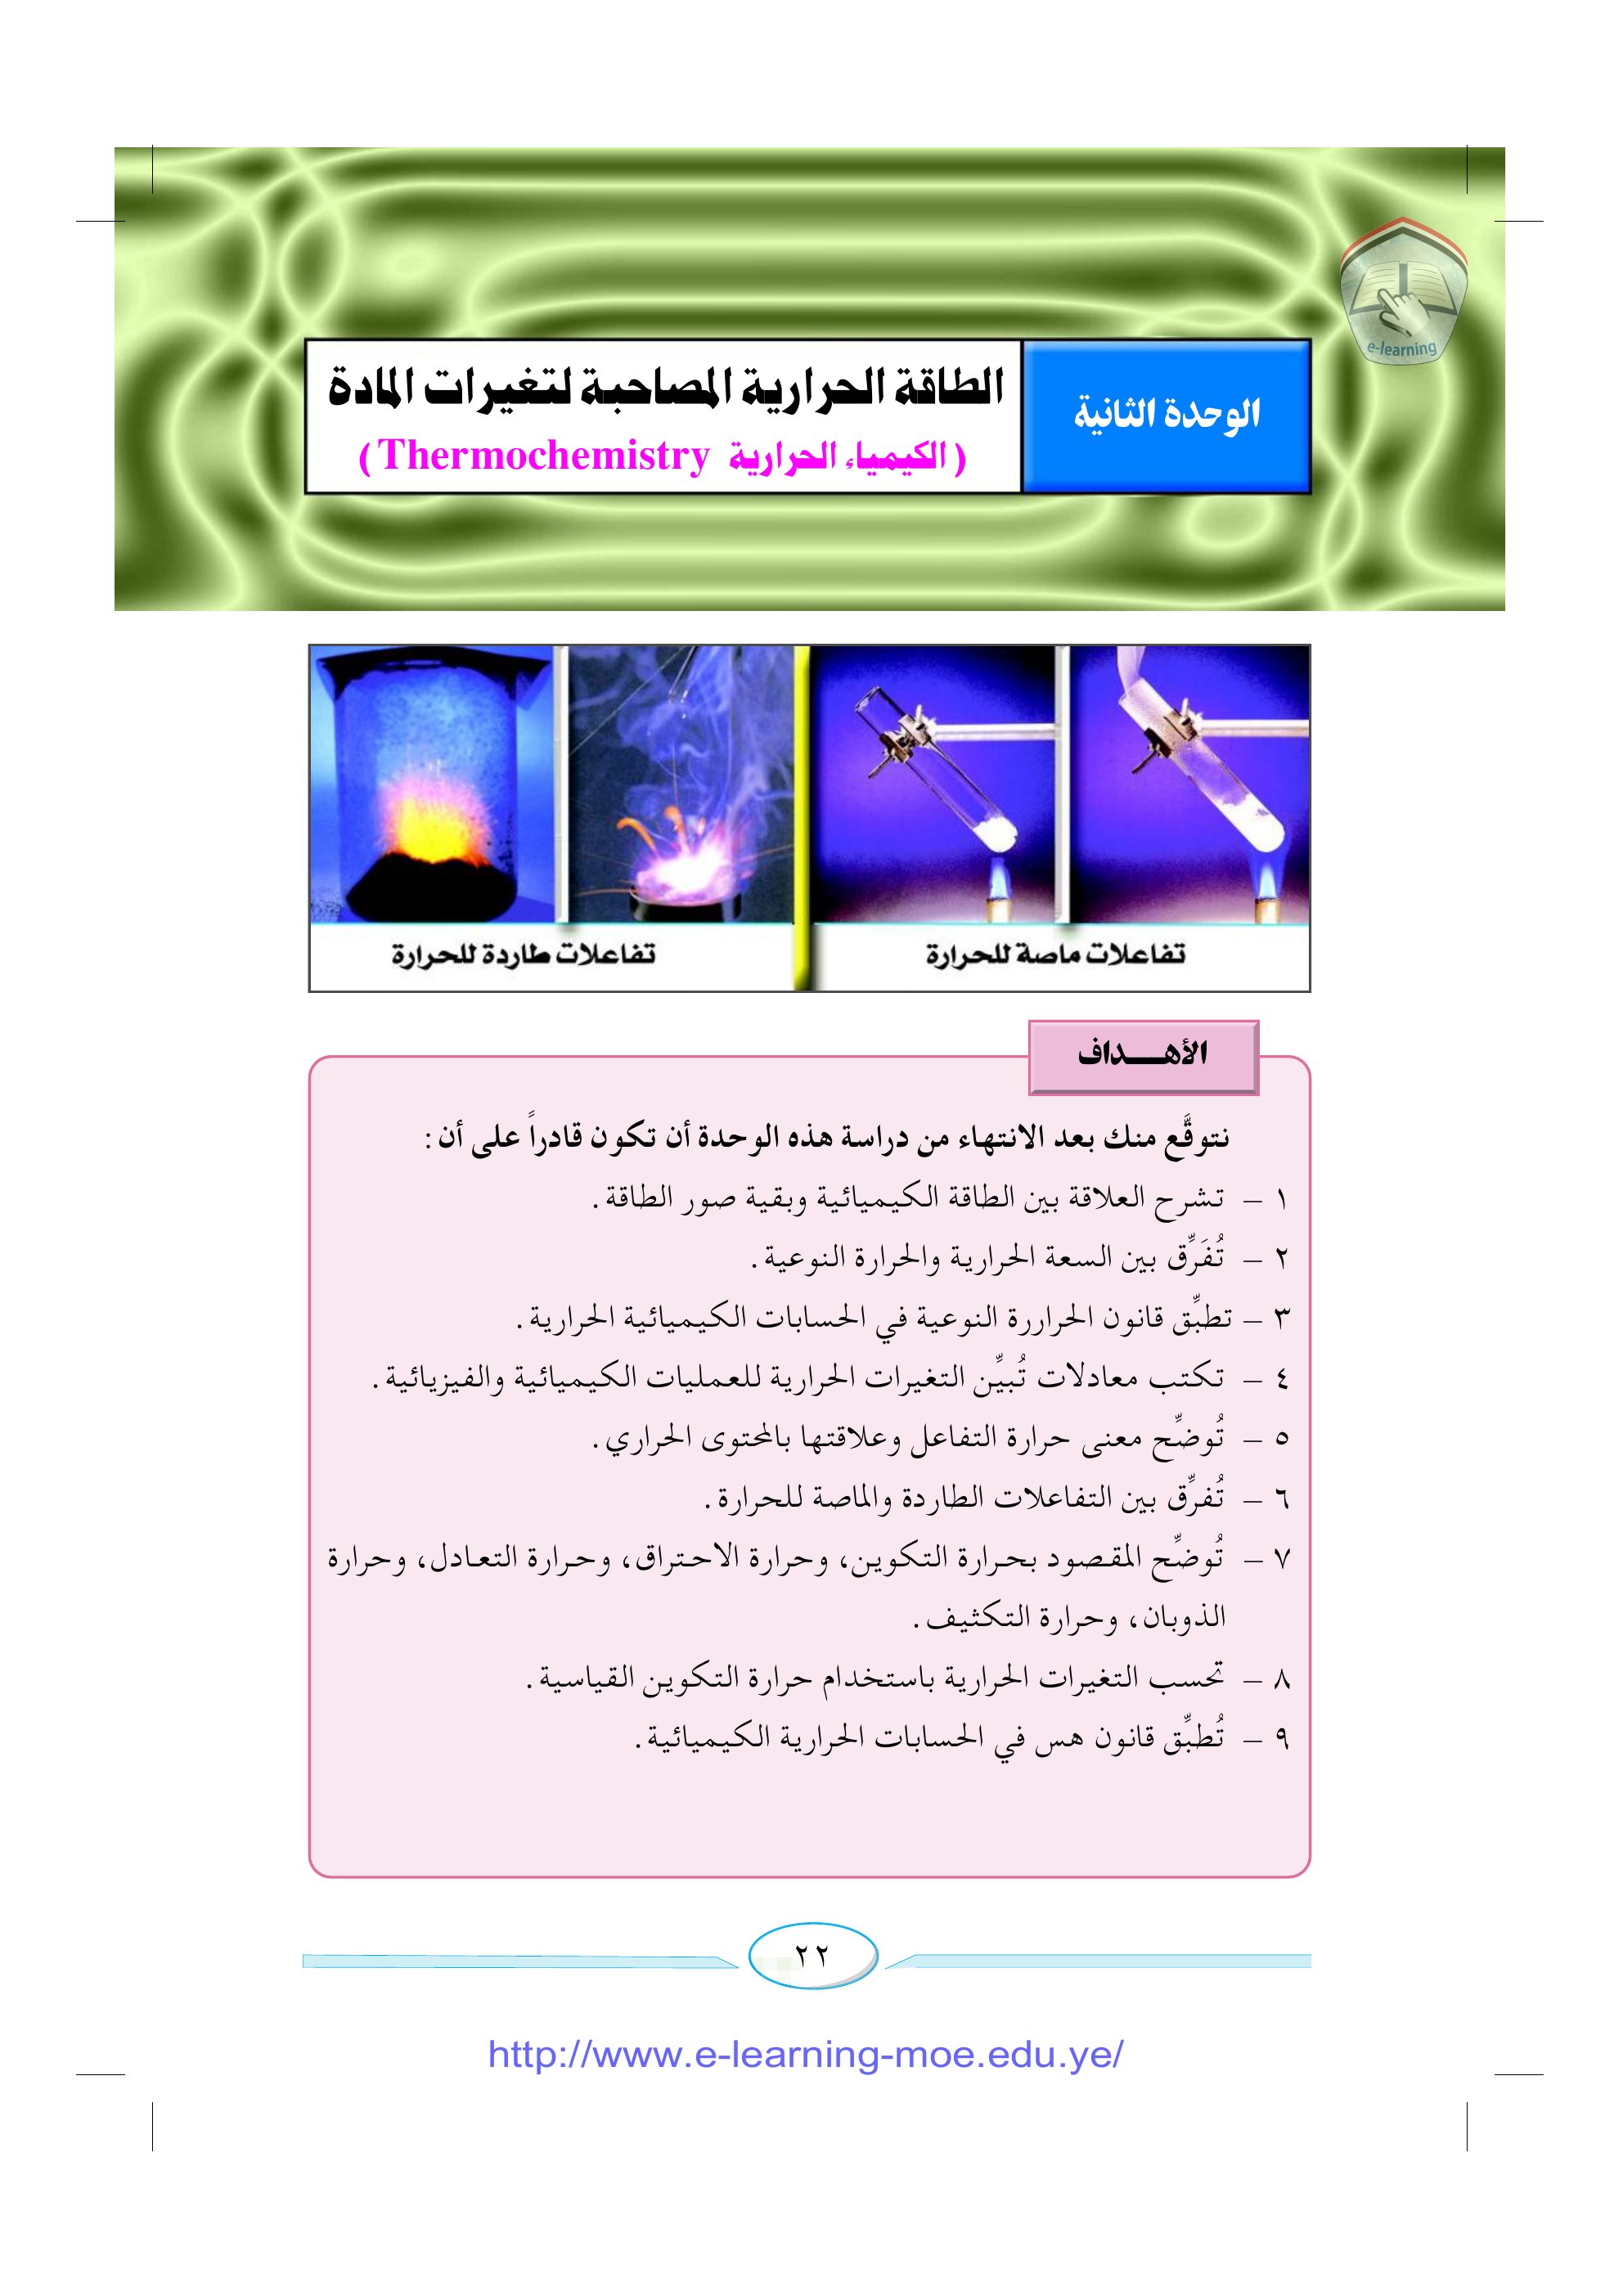 e-learning
الوحدة الثانية
الطاقة الحرارية المصاحبة لتغيرات المادة
( الكيمياء الحرارية Thermochemistry )
تفاعلات ماصة للحرارة
تفاعلات طاردة للحرارة
الأهـــداف
نتوقَّع منك بعد الانتهاء من دراسة هذه الوحدة أن تكون قادراً على أن :
١ – تشرح العلاقة بين الطاقة الكيميائية وبقية صور الطاقة .
٢ – تُفَرِّق بين السعة الحرارية والحرارة النوعية .
٣ – تطبِّق قانون الحراررة النوعية في الحسابات الكيميائية الحرارية .
٤ – تكتب معادلات تُبيِّن التغيرات الحرارية للعمليات الكيميائية والفيزيائية .
٥ – تُوضِّح معنى حرارة التفاعل وعلاقتها بالمحتوى الحراري .
٦ – تُفرِّق بين التفاعلات الطاردة والماصة للحرارة .
٧ – تُوضِّح المقصود بحرارة التكوين، وحرارة الاحتراق، وحرارة التعادل، وحرارة
الذوبان، وحرارة التكثيف .
٨ – تحسب التغيرات الحرارية باستخدام حرارة التكوين القياسية .
٩ – تُطبِّق قانون هس في الحسابات الحرارية الكيميائية .
٢٢
http://www.e-learning-moe.edu.ye/